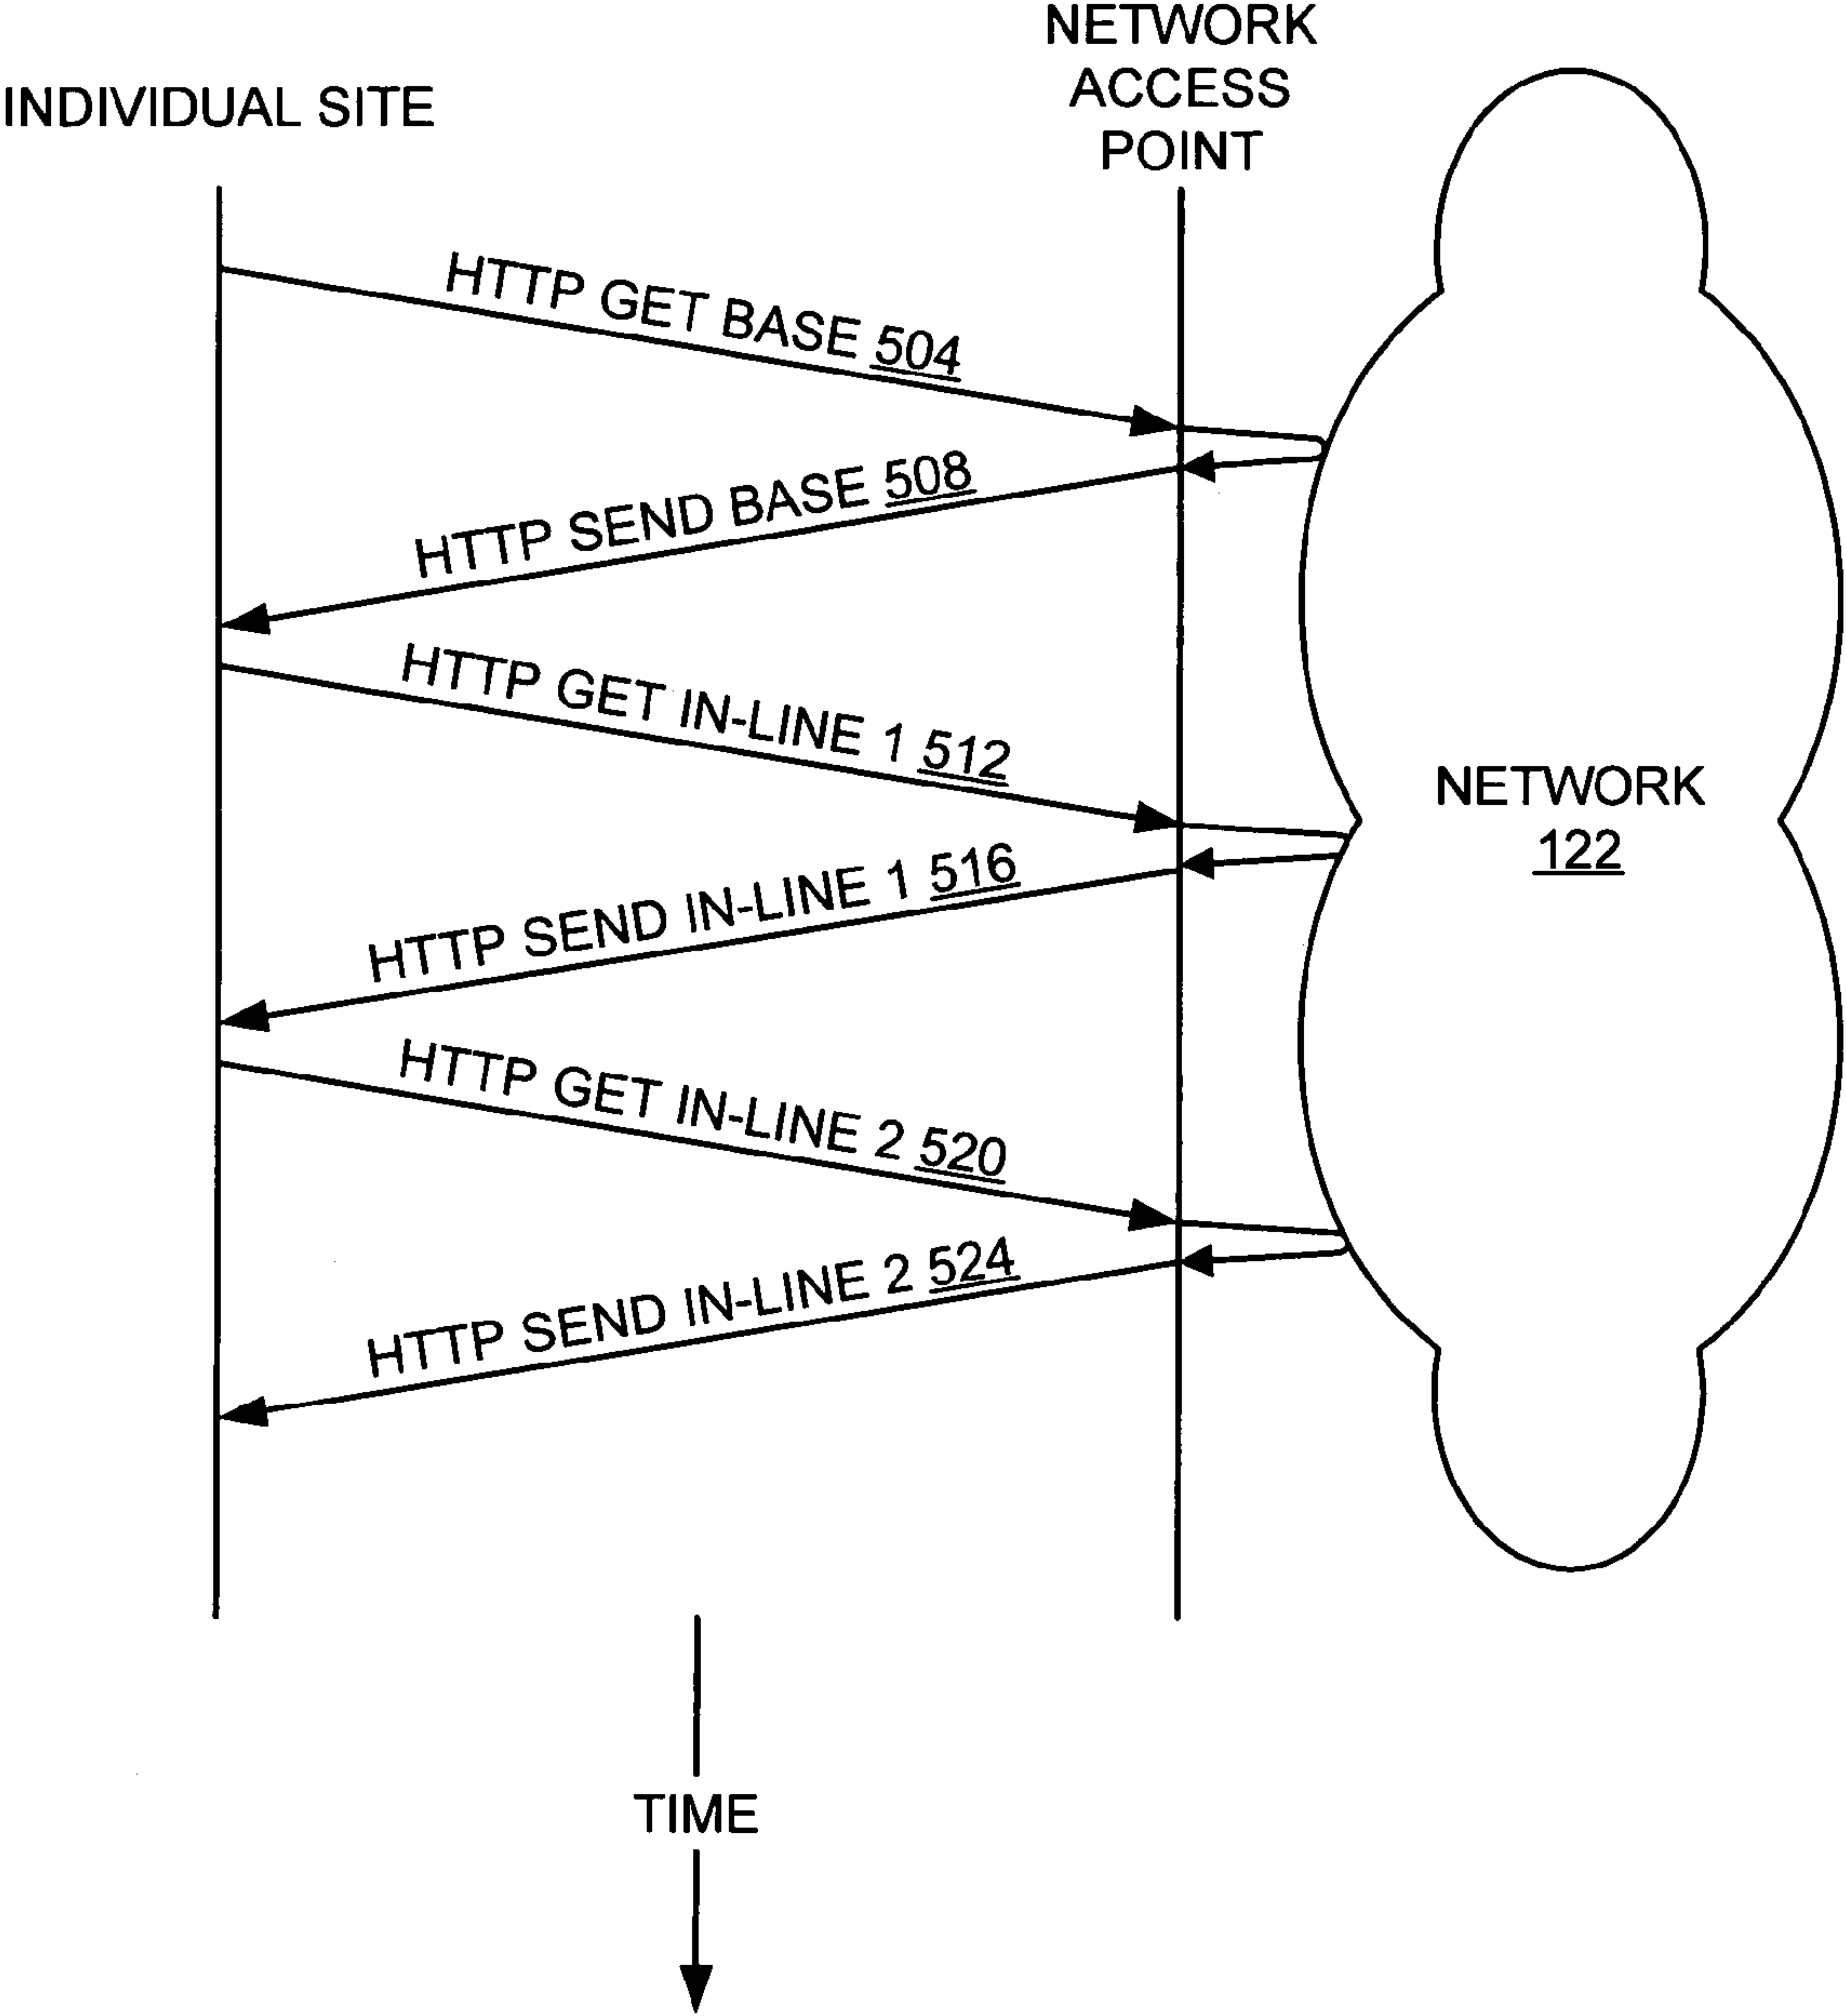 NETWORK
ACCESS
POINT
INDIVIDUAL SITE
HTTP GET BASE 504
HTTP SEND BASE 508
HTTP GET IN-LINE 1 512
HTTP SEND IN-LINE 1 516
HTTP GET IN-LINE 2 520
HTTP SEND IN-LINE 2 524
NETWORK
122
TIME